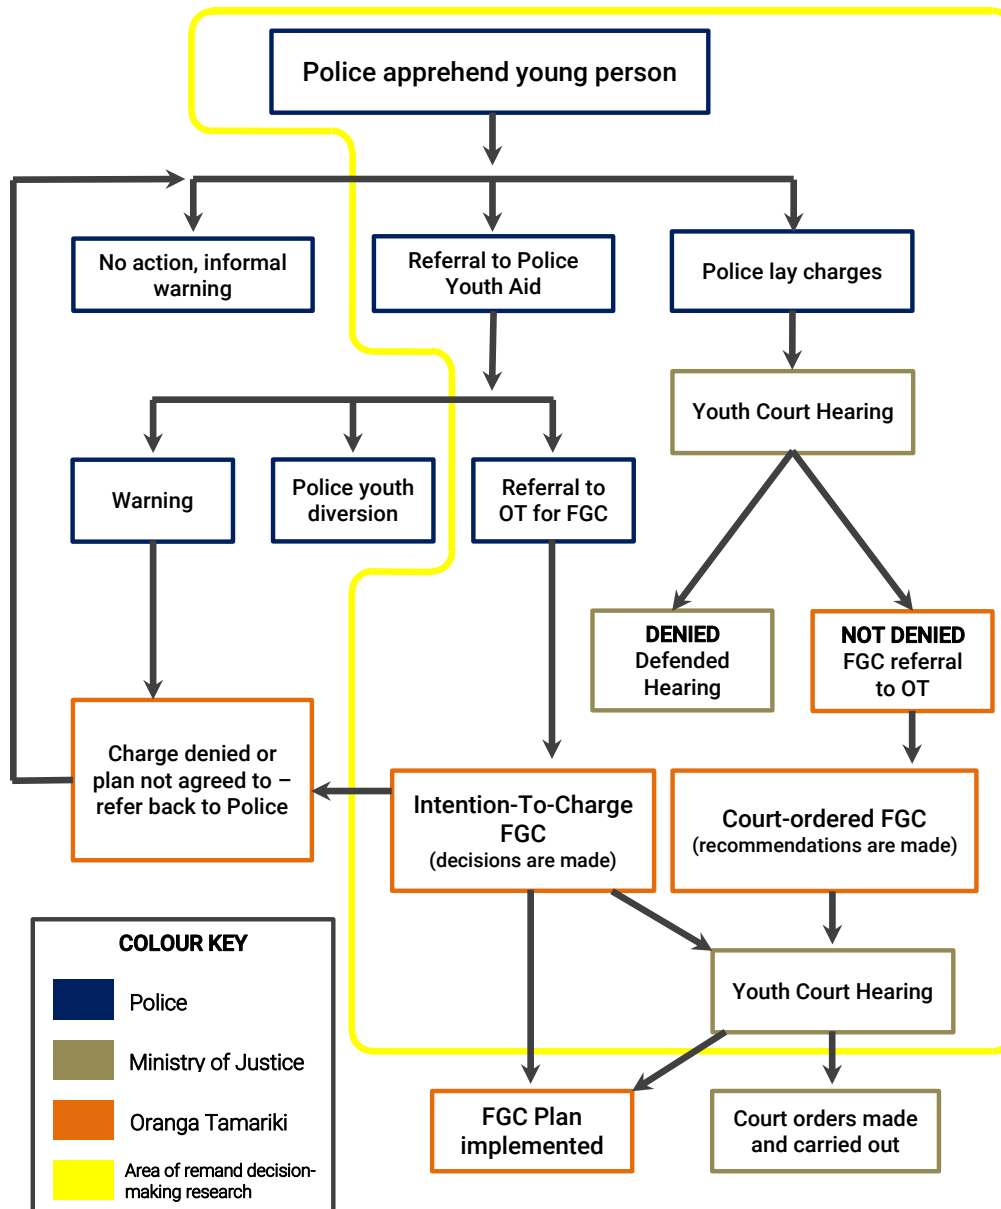 Police apprehend young person
No action, informal
warning
Referral to Police
Youth Aid
Police lay charges
Youth Court Hearing
Warning
Police youth
diversion
Referral to
OT for FGC
DENIED
Defended
Hearing
NOT DENIED
FGC referral
to OT
Charge denied or
plan not agreed to –
refer back to Police
Intention-To-Charge
FGC
(decisions are made)
Court-ordered FGC
(recommendations are made)
Youth Court Hearing
FGC Plan
implemented
Court orders made
and carried out
COLOUR KEY
Police
Ministry of Justice
Oranga Tamariki
Area of remand decision-
making research